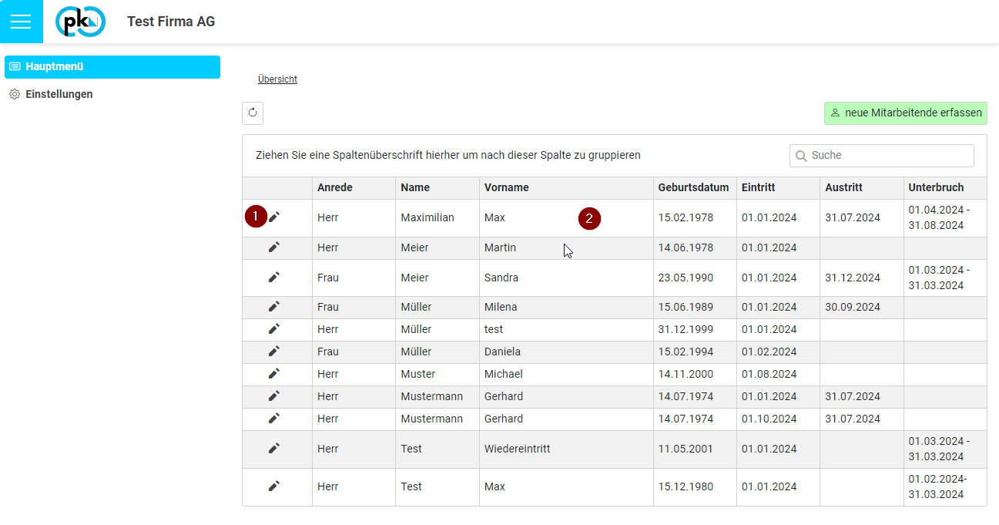 pk
Test Firma AG
Hauptmenü
Einstellungen
Übersicht
neue Mitarbeitende erfassen
Ziehen Sie eine Spaltenüberschrift hierher um nach dieser Spalte zu gruppieren
Suche
Anrede Name Vorname Geburtsdatum Eintritt Austritt Unterbruch
1 Herr Maximilian Max 2 15.02.1978 01.01.2024 31.07.2024 01.04.2024 -
31.08.2024
Herr Meier Martin 14.06.1978 01.01.2024
Frau Meier Sandra 23.05.1990 01.01.2024 31.12.2024 01.03.2024 -
31.03.2024
Frau Müller Milena 15.06.1989 01.01.2024 30.09.2024
Herr Müller test 31.12.1999 01.01.2024
Frau Müller Daniela 15.02.1994 01.02.2024
Herr Muster Michael 14.11.2000 01.08.2024
Herr Mustermann Gerhard 14.07.1974 01.01.2024 31.07.2024
Herr Mustermann Gerhard 14.07.1974 01.10.2024 31.07.2024
Herr Test Wiedereintritt 11.05.2001 01.01.2024 01.03.2024 -
31.03.2024
Herr Test Max 15.12.1980 01.01.2024 01.02.2024-
31.03.2024